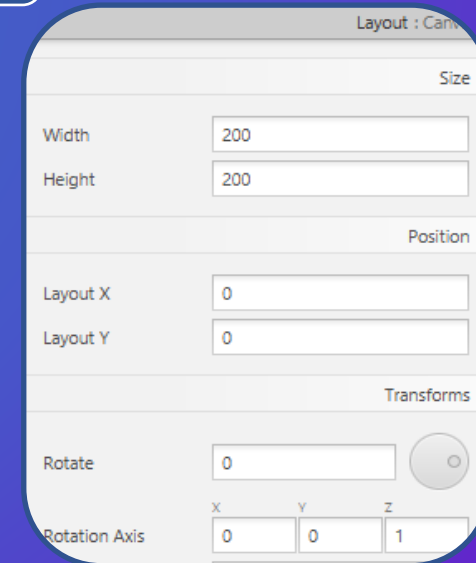 Layout : Canv
Size
Width 200
Height 200
Position
Layout X 0
Layout Y 0
Transforms
Rotate 0
X Y Z
Rotation Axis 0 0 1